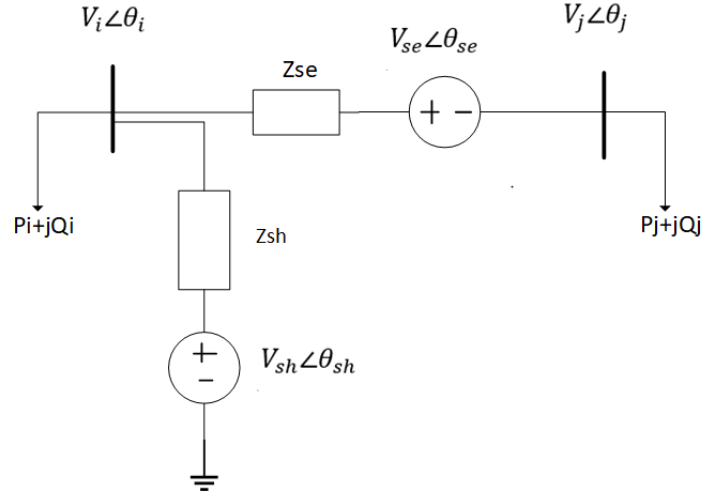 V_i∠θ_i
V_j∠θ_j
V_se∠θ_se
Zse
+ −
Pi+jQi
Pj+jQj
Zsh
+
−
V_sh∠θ_sh